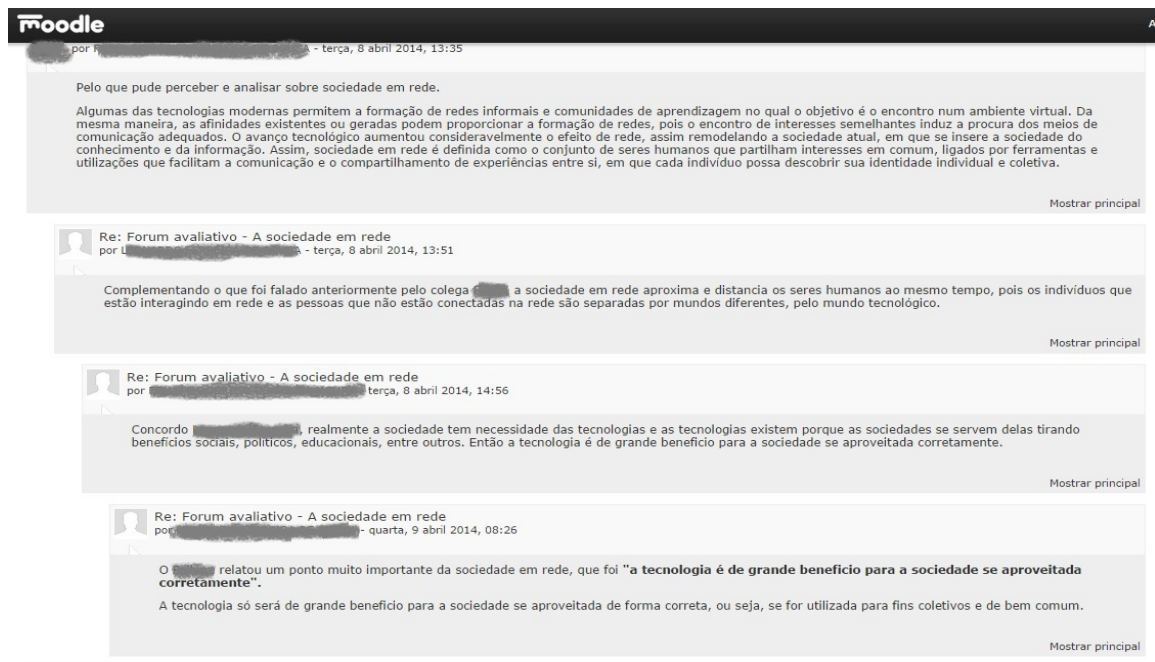 moodle
A
por - terça, 8 abril 2014, 13:35
Pelo que pude perceber e analisar sobre sociedade em rede.
Algumas das tecnologias modernas permitem a formação de redes informais e comunidades de aprendizagem no qual o objetivo é o encontro num ambiente virtual. Da
mesma maneira, as afinidades existentes ou geradas podem proporcionar a formação de redes, pois o encontro de interesses semelhantes induz a procura dos meios de
comunicação adequados. O avanço tecnológico aumentou consideravelmente o efeito de rede, assim remodelando a sociedade atual, em que se insere a sociedade do
conhecimento e da informação. Assim, sociedade em rede é definida como o conjunto de seres humanos que partilham interesses em comum, ligados por ferramentas e
utilizações que facilitam a comunicação e o compartilhamento de experiências entre si, em que cada indivíduo possa descobrir sua identidade individual e coletiva.
Mostrar principal
Re: Forum avaliativo - A sociedade em rede
por - terça, 8 abril 2014, 13:51
Complementando o que foi falado anteriormente pelo colega a sociedade em rede aproxima e distancia os seres humanos ao mesmo tempo, pois os indivíduos que
estão interagindo em rede e as pessoas que não estão conectadas na rede são separadas por mundos diferentes, pelo mundo tecnológico.
Mostrar principal
Re: Forum avaliativo - A sociedade em rede
por terça, 8 abril 2014, 14:56
Concordo , realmente a sociedade tem necessidade das tecnologias e as tecnologias existem porque as sociedades se servem delas tirando
beneficios sociais, politicos, educacionais, entre outros. Então a tecnologia é de grande beneficio para a sociedade se aproveitada corretamente.
Mostrar principal
Re: Forum avaliativo - A sociedade em rede
por - quarta, 9 abril 2014, 08:26
O relatou um ponto muito importante da sociedade em rede, que foi "a tecnologia é de grande beneficio para a sociedade se aproveitada
corretamente".
A tecnologia só será de grande beneficio para a sociedade se aproveitada de forma correta, ou seja, se for utilizada para fins coletivos e de bem comum.
Mostrar principal